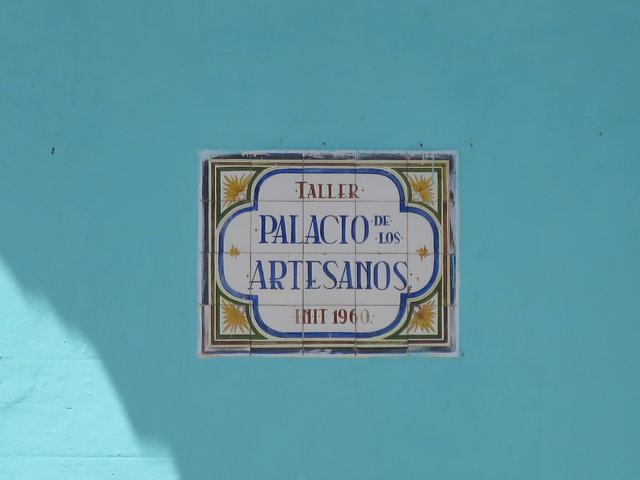 TALLER
PALACIO DE LOS
ARTESANOS
INIT 1960.